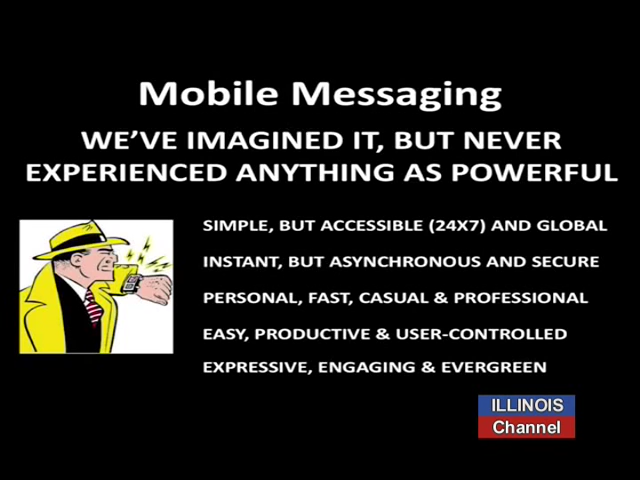 Mobile Messaging
WE'VE IMAGINED IT, BUT NEVER
EXPERIENCED ANYTHING AS POWERFUL
SIMPLE, BUT ACCESSIBLE (24X7) AND GLOBAL
INSTANT, BUT ASYNCHRONOUS AND SECURE
PERSONAL, FAST, CASUAL & PROFESSIONAL
EASY, PRODUCTIVE & USER-CONTROLLED
EXPRESSIVE, ENGAGING & EVERGREEN
ILLINOIS
Channel